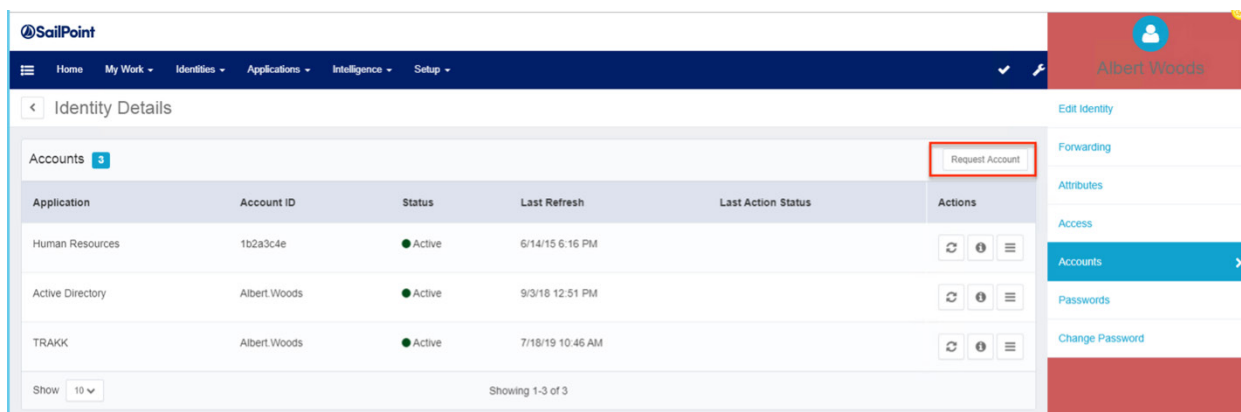 SailPoint
Albert Woods
Home My Work Identities Applications Intelligence Setup
Identity Details
Edit Identity
Forwarding
Attributes
Access
Accounts
Passwords
Change Password
Accounts 3 Request Account
Application Account ID Status Last Refresh Last Action Status Actions
Human Resources 1b2a3c4e Active 6/14/15 6:16 PM
Active Directory Albert.Woods Active 9/3/18 12:51 PM
TRAKK Albert.Woods Active 7/18/19 10:46 AM
Show 10 Showing 1-3 of 3